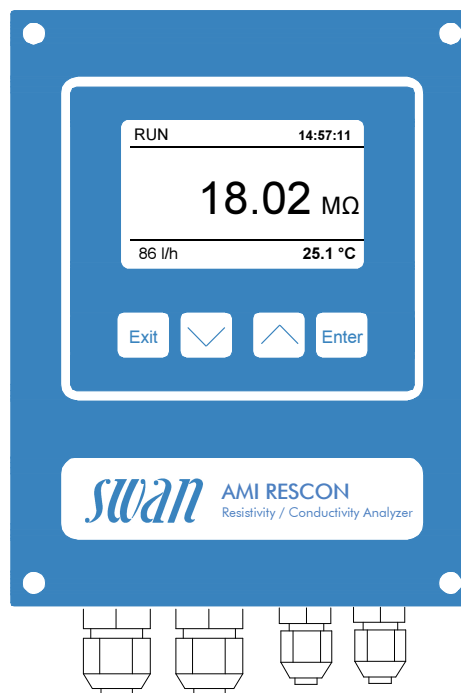 RUN 14:57:11
18.02 MΩ
86 l/h 25.1 °C
Exit Enter
swan AMI RESCON
Resistivity / Conductivity Analyzer